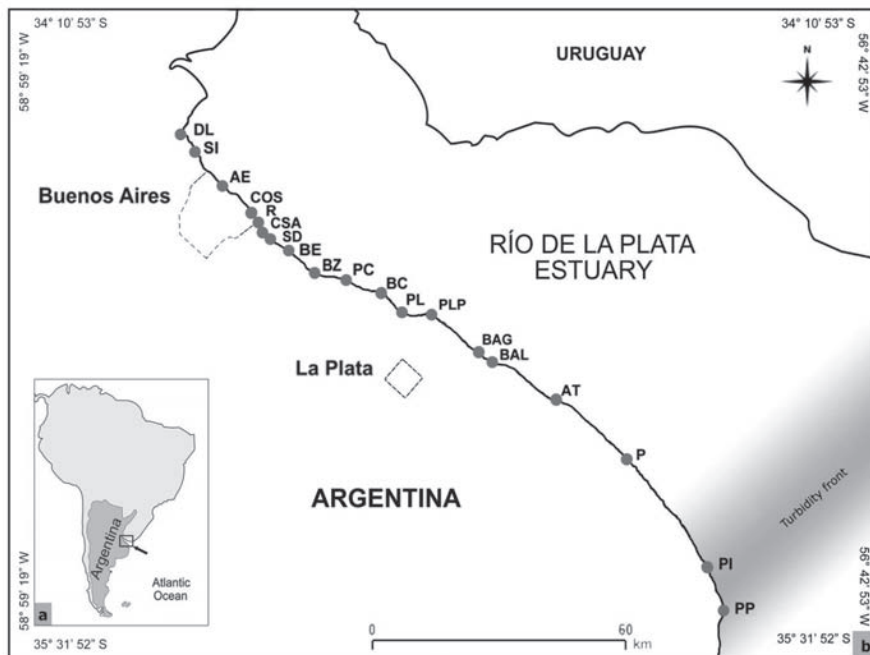 34° 10' 53" S
58° 59' 19" W
URUGUAY
N
34° 10' 53" S
56° 42' 53" W
DL
SI
AE
Buenos Aires
COS
R
CSA
SD
BE
BZ
PC
BC
PL
PLP
RÍO DE LA PLATA
ESTUARY
BAG
BAL
La Plata
AT
P
ARGENTINA
Turbidity front
PI
PP
Argentina
Atlantic
Ocean
a
58° 59' 19" W
35° 31' 52" S
0
60
km
56° 42' 53" W
35° 31' 52" S
b